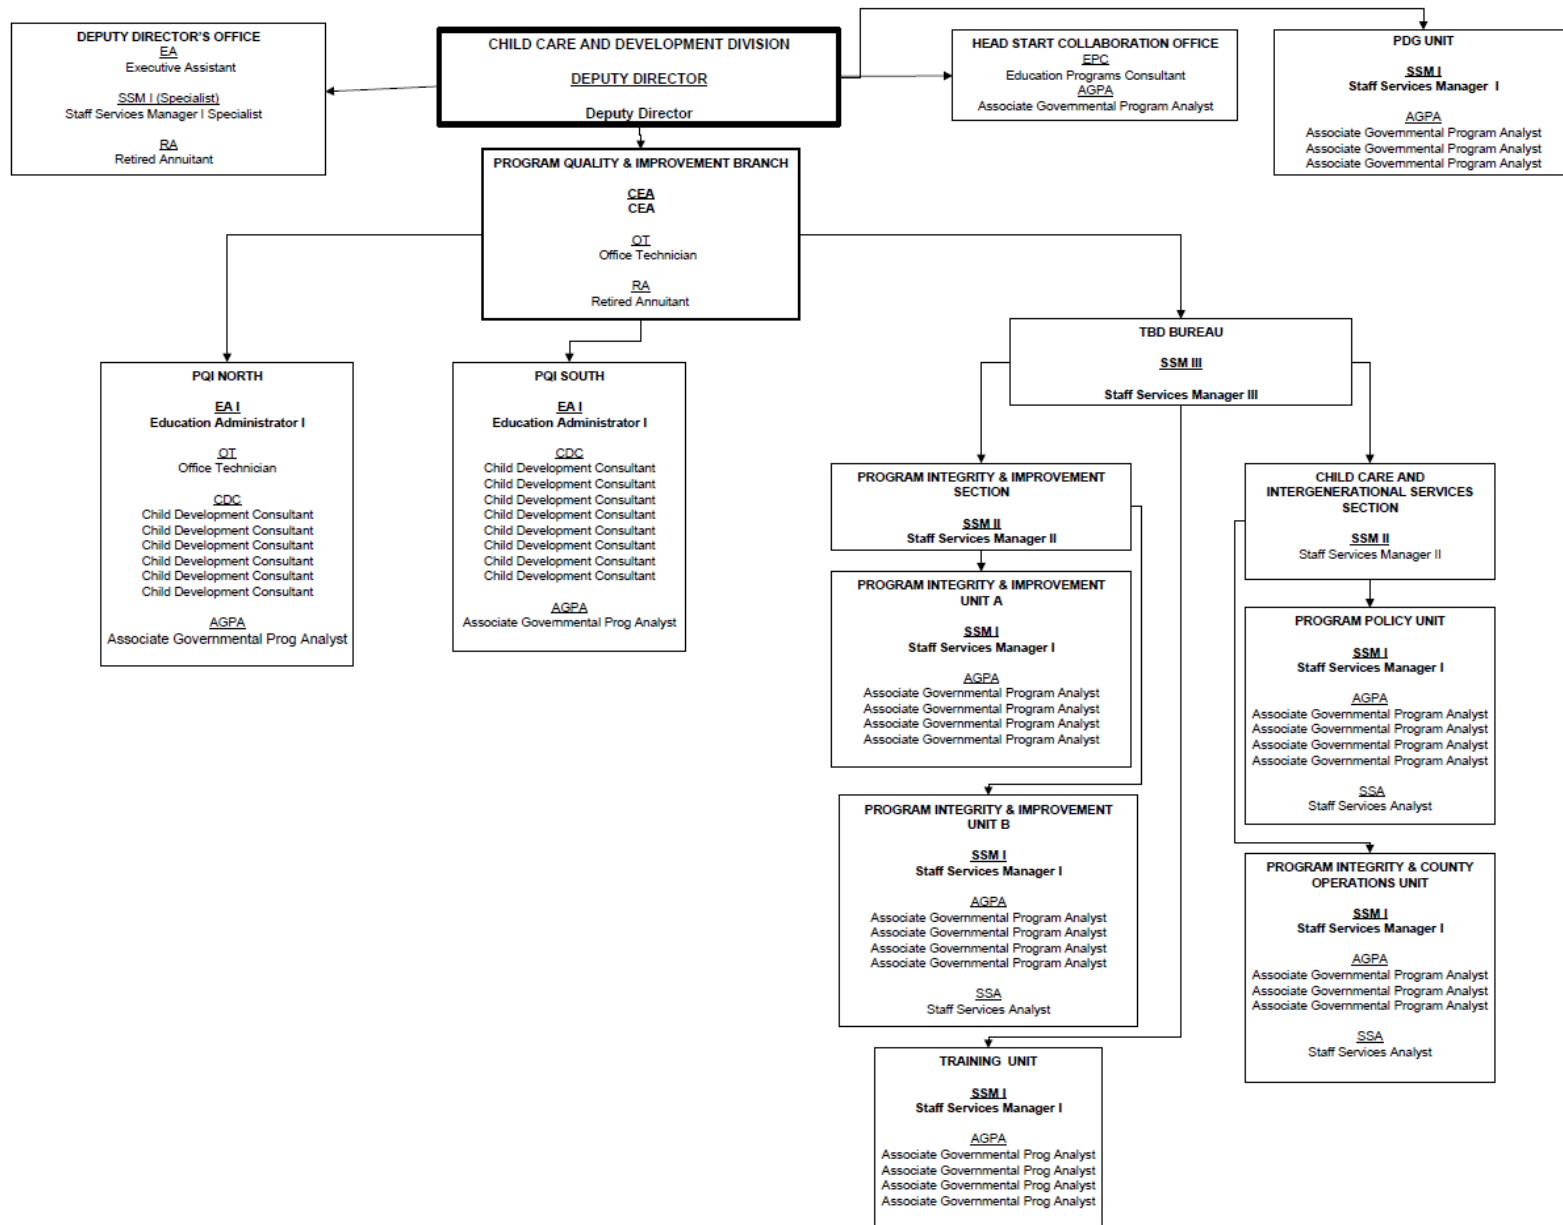 DEPUTY DIRECTOR'S OFFICE
EA
Executive Assistant
SSM I (Specialist)
Staff Services Manager I Specialist
RA
Retired Annuitant
CHILD CARE AND DEVELOPMENT DIVISION
DEPUTY DIRECTOR
Deputy Director
HEAD START COLLABORATION OFFICE
EPC
Education Programs Consultant
AGPA
Associate Governmental Program Analyst
PDG UNIT
SSM I
Staff Services Manager I
AGPA
Associate Governmental Program Analyst
Associate Governmental Program Analyst
Associate Governmental Program Analyst
PROGRAM QUALITY & IMPROVEMENT BRANCH
CEA
CEA
OT
Office Technician
RA
Retired Annuitant
PQI NORTH
EA I
Education Administrator I
OT
Office Technician
CDC
Child Development Consultant
Child Development Consultant
Child Development Consultant
Child Development Consultant
Child Development Consultant
Child Development Consultant
AGPA
Associate Governmental Prog Analyst
PQI SOUTH
EA I
Education Administrator I
CDC
Child Development Consultant
Child Development Consultant
Child Development Consultant
Child Development Consultant
Child Development Consultant
Child Development Consultant
Child Development Consultant
Child Development Consultant
AGPA
Associate Governmental Prog Analyst
TBD BUREAU
SSM III
Staff Services Manager III
PROGRAM INTEGRITY & IMPROVEMENT
SECTION
SSM II
Staff Services Manager II
PROGRAM INTEGRITY & IMPROVEMENT
UNIT A
SSM I
Staff Services Manager I
AGPA
Associate Governmental Program Analyst
Associate Governmental Program Analyst
Associate Governmental Program Analyst
Associate Governmental Program Analyst
PROGRAM INTEGRITY & IMPROVEMENT
UNIT B
SSM I
Staff Services Manager I
AGPA
Associate Governmental Program Analyst
Associate Governmental Program Analyst
Associate Governmental Program Analyst
Associate Governmental Program Analyst
SSA
Staff Services Analyst
TRAINING UNIT
SSM I
Staff Services Manager I
AGPA
Associate Governmental Prog Analyst
Associate Governmental Prog Analyst
Associate Governmental Prog Analyst
Associate Governmental Prog Analyst
CHILD CARE AND
INTERGENERATIONAL SERVICES
SECTION
SSM II
Staff Services Manager II
PROGRAM POLICY UNIT
SSM I
Staff Services Manager I
AGPA
Associate Governmental Program Analyst
Associate Governmental Program Analyst
Associate Governmental Program Analyst
Associate Governmental Program Analyst
SSA
Staff Services Analyst
PROGRAM INTEGRITY & COUNTY
OPERATIONS UNIT
SSM I
Staff Services Manager I
AGPA
Associate Governmental Program Analyst
Associate Governmental Program Analyst
Associate Governmental Program Analyst
SSA
Staff Services Analyst